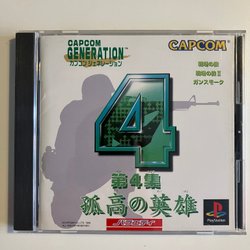 CAPCOM
GENERATION™
カプコン ジェネレーション
CAPCOM
戦場の狼
戦場の狼Ⅱ
ガンスモーク
4
第4集
孤高の英雄
PlayStation